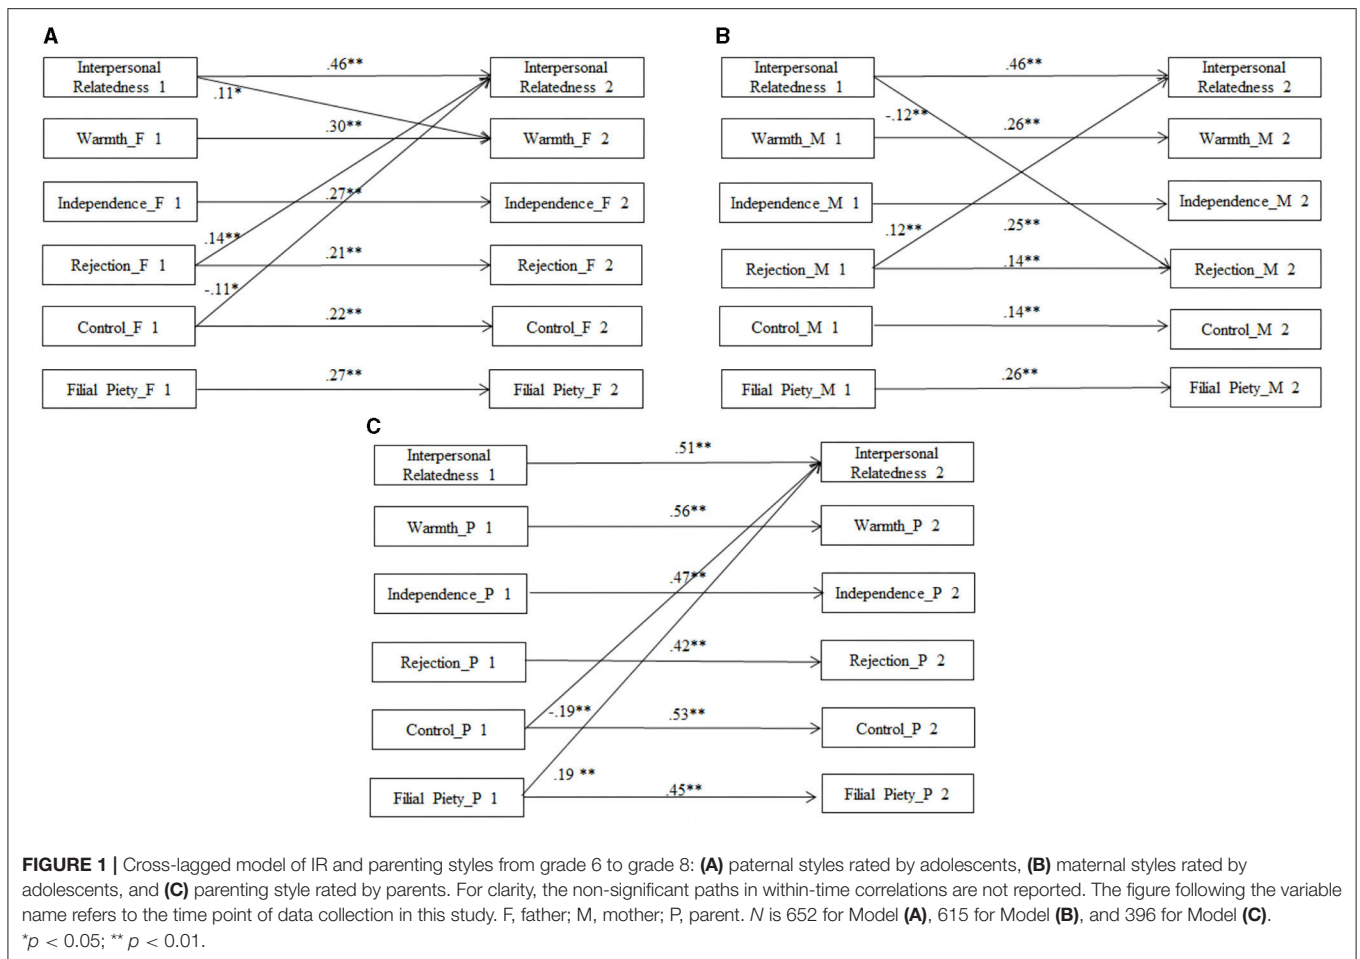 A
Interpersonal
Relatedness 1
.46**
Interpersonal
Relatedness 2
.11*
Warmth_F 1
.30**
Warmth_F 2
Independence_F 1
.27**
Independence_F 2
.14**
Rejection_F 1
.21**
Rejection_F 2
-.11*
Control_F 1
.22**
Control_F 2
Filial Piety_F 1
.27**
Filial Piety_F 2
B
Interpersonal
Relatedness 1
.46**
Interpersonal
Relatedness 2
-.12**
Warmth_M 1
.26**
Warmth_M 2
Independence_M 1
Independence_M 2
.12**
.25**
Rejection_M 1
.14**
Rejection_M 2
Control_M 1
.14**
Control_M 2
Filial Piety_M 1
.26**
Filial Piety_M 2
C
Interpersonal
Relatedness 1
.51**
Interpersonal
Relatedness 2
Warmth_P 1
.56**
Warmth_P 2
Independence_P 1
.47**
Independence_P 2
Rejection_P 1
.42**
Rejection_P 2
-.19**
Control_P 1
.53**
Control_P 2
.19 **
Filial Piety_P 1
.45**
Filial Piety_P 2
FIGURE 1 | Cross-lagged model of IR and parenting styles from grade 6 to grade 8: (A) paternal styles rated by adolescents, (B) maternal styles rated by
adolescents, and (C) parenting style rated by parents. For clarity, the non-significant paths in within-time correlations are not reported. The figure following the variable
name refers to the time point of data collection in this study. F, father; M, mother; P, parent. N is 652 for Model (A), 615 for Model (B), and 396 for Model (C).
*p < 0.05; ** p < 0.01.